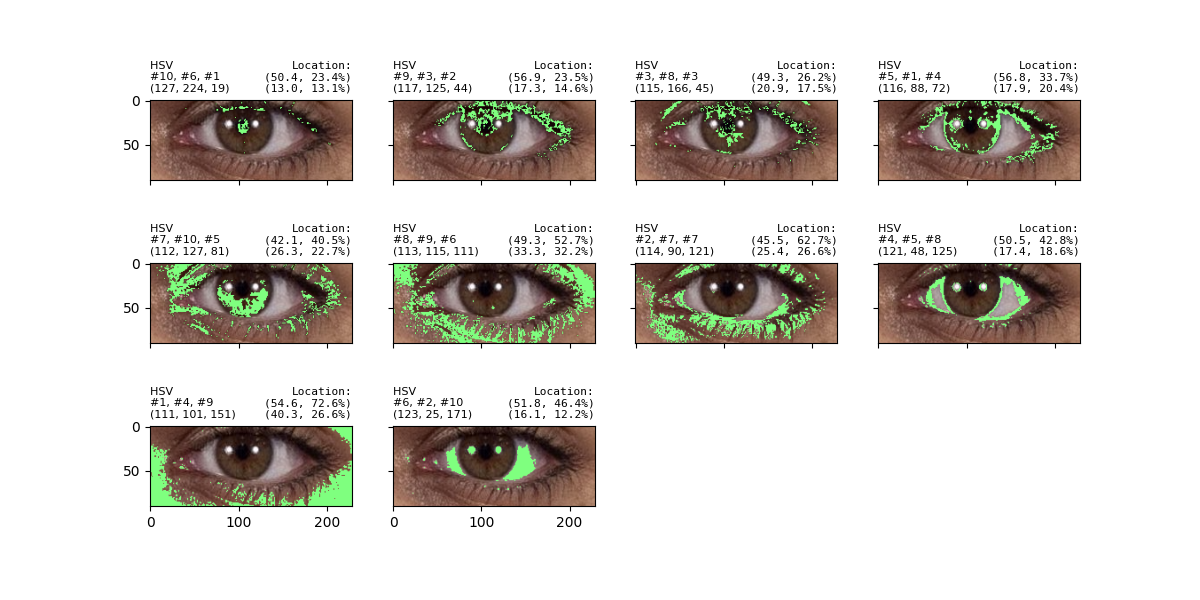 HSV Location:
#10, #6, #1 (50.4, 23.4%)
(127, 224, 19) (13.0, 13.1%)
HSV Location:
#9, #3, #2 (56.9, 23.5%)
(117, 125, 44) (17.3, 14.6%)
HSV Location:
#3, #8, #3 (49.3, 26.2%)
(115, 166, 45) (20.9, 17.5%)
HSV Location:
#5, #1, #4 (56.8, 33.7%)
(116, 88, 72) (17.9, 20.4%)
0
50
HSV Location:
#7, #10, #5 (42.1, 40.5%)
(112, 127, 81) (26.3, 22.7%)
HSV Location:
#8, #9, #6 (49.3, 52.7%)
(113, 115, 111) (33.3, 32.2%)
HSV Location:
#2, #7, #7 (45.5, 62.7%)
(114, 90, 121) (25.4, 26.6%)
HSV Location:
#4, #5, #8 (50.5, 42.8%)
(121, 48, 125) (17.4, 18.6%)
0
50
HSV Location:
#1, #4, #9 (54.6, 72.6%)
(111, 101, 151) (40.3, 26.6%)
HSV Location:
#6, #2, #10 (51.8, 46.4%)
(123, 25, 171) (16.1, 12.2%)
0
50
0 100 200
0 100 200